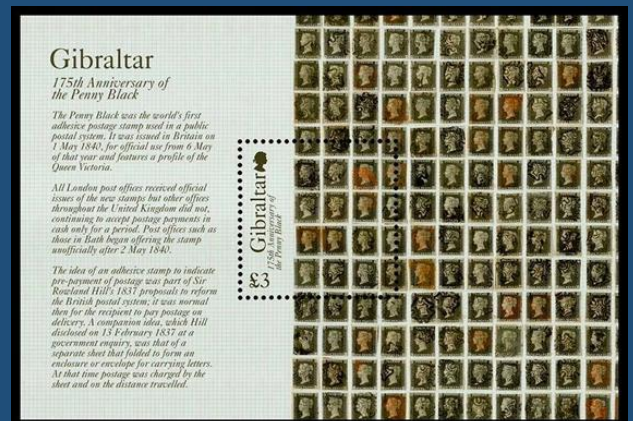 Gibraltar
175th Anniversary of
the Penny Black
The Penny Black was the world's first
adhesive postage stamp used in a public
postal system. It was issued in Britain on
1 May 1840, for official use from 6 May
of that year and features a profile of the
Queen Victoria.
All London post offices received official
issues of the new stamps but other offices
throughout the United Kingdom did not,
continuing to accept postage payments in
cash only for a period. Post offices such as
those in Bath began offering the stamp
unofficially after 2 May 1840.
The idea of an adhesive stamp to indicate
pre-payment of postage was part of Sir
Rowland Hill's 1837 proposals to reform
the British postal system; it was normal
then for the recipient to pay postage on
delivery. A companion idea, which Hill
disclosed on 13 February 1837 at a
government enquiry, was that of a
separate sheet that folded to form an
enclosure or envelope for carrying letters.
At that time postage was charged by the
sheet and on the distance travelled.
Gibraltar
175th Anniversary of
the Penny Black
£3